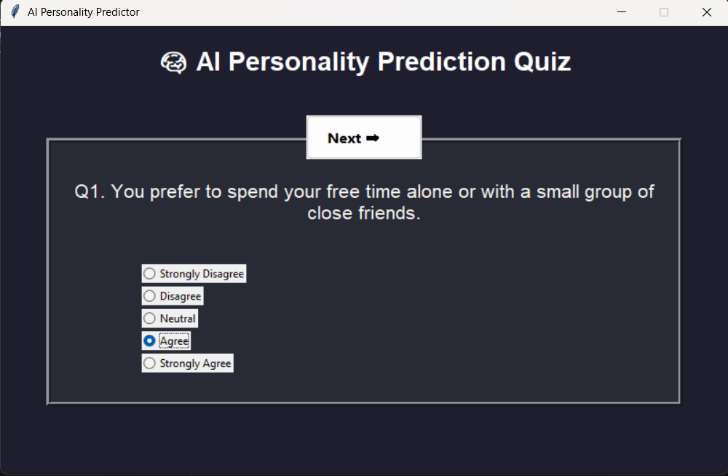 AI Personality Predictor
🧠 AI Personality Prediction Quiz
Next ➡
Q1. You prefer to spend your free time alone or with a small group of
close friends.
Strongly Disagree
Disagree
Neutral
Agree
Strongly Agree